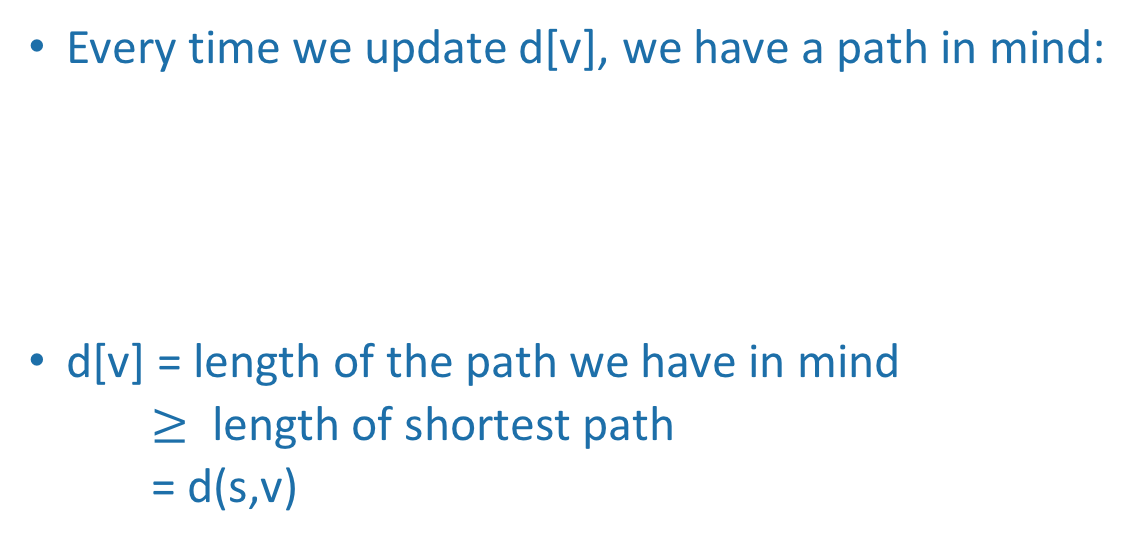 • Every time we update d[v], we have a path in mind:
• d[v] = length of the path we have in mind
≥ length of shortest path
= d(s,v)